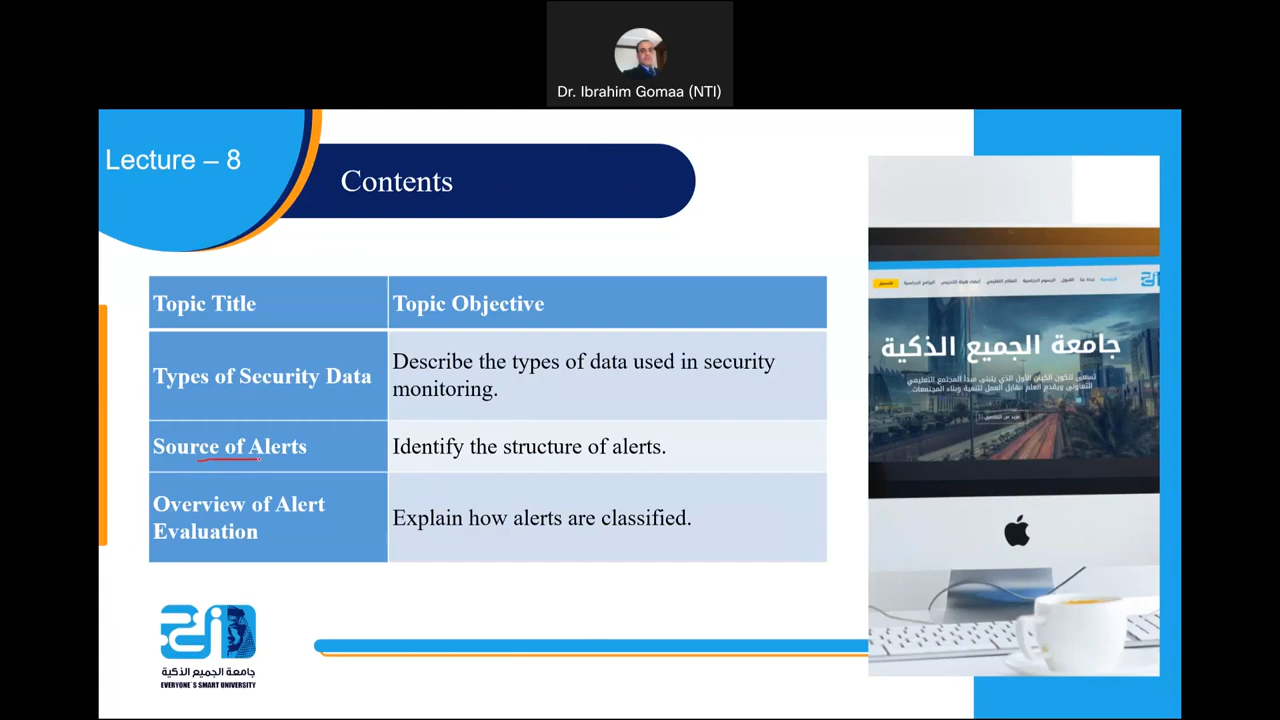 Dr. Ibrahim Gomaa (NTI)
Lecture – 8
Contents
Topic Title
Topic Objective
Types of Security Data
Describe the types of data used in security
monitoring.
Source of Alerts
Identify the structure of alerts.
Overview of Alert
Evaluation
Explain how alerts are classified.
جامعة الجميع الذكية
نسعى لنكون الكيان الأول الذي يتبنى مبدأ المجتمع التعليمي
التعاوني ويقدم العلم مقابل العمل لتنمية وبناء المجتمعات.
جامعة الجميع الذكية
EVERYONE`S SMART UNIVERSITY